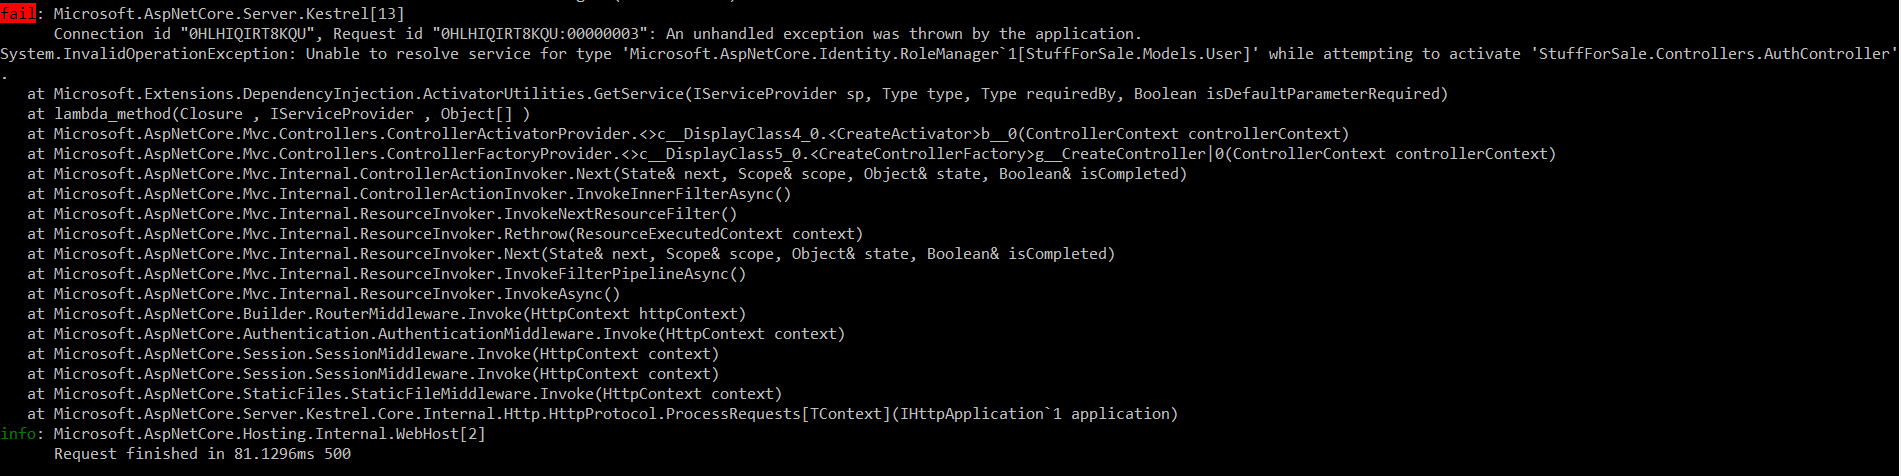 fail: Microsoft.AspNetCore.Server.Kestrel[13]
      Connection id "0HLHIQIRT8KQU", Request id "0HLHIQIRT8KQU:00000003": An unhandled exception was thrown by the application.
System.InvalidOperationException: Unable to resolve service for type 'Microsoft.AspNetCore.Identity.RoleManager`1[StuffForSale.Models.User]' while attempting to activate 'StuffForSale.Controllers.AuthController'
.
   at Microsoft.Extensions.DependencyInjection.ActivatorUtilities.GetService(IServiceProvider sp, Type type, Type requiredBy, Boolean isDefaultParameterRequired)
   at lambda_method(Closure , IServiceProvider , Object[] )
   at Microsoft.AspNetCore.Mvc.Controllers.ControllerActivatorProvider.<>c__DisplayClass4_0.<CreateActivator>b__0(ControllerContext controllerContext)
   at Microsoft.AspNetCore.Mvc.Controllers.ControllerFactoryProvider.<>c__DisplayClass5_0.<CreateControllerFactory>g__CreateController|0(ControllerContext controllerContext)
   at Microsoft.AspNetCore.Mvc.Internal.ControllerActionInvoker.Next(State& next, Scope& scope, Object& state, Boolean& isCompleted)
   at Microsoft.AspNetCore.Mvc.Internal.ControllerActionInvoker.InvokeInnerFilterAsync()
   at Microsoft.AspNetCore.Mvc.Internal.ResourceInvoker.InvokeNextResourceFilter()
   at Microsoft.AspNetCore.Mvc.Internal.ResourceInvoker.Rethrow(ResourceExecutedContext context)
   at Microsoft.AspNetCore.Mvc.Internal.ResourceInvoker.Next(State& next, Scope& scope, Object& state, Boolean& isCompleted)
   at Microsoft.AspNetCore.Mvc.Internal.ResourceInvoker.InvokeFilterPipelineAsync()
   at Microsoft.AspNetCore.Mvc.Internal.ResourceInvoker.InvokeAsync()
   at Microsoft.AspNetCore.Builder.RouterMiddleware.Invoke(HttpContext httpContext)
   at Microsoft.AspNetCore.Authentication.AuthenticationMiddleware.Invoke(HttpContext context)
   at Microsoft.AspNetCore.Session.SessionMiddleware.Invoke(HttpContext context)
   at Microsoft.AspNetCore.Session.SessionMiddleware.Invoke(HttpContext context)
   at Microsoft.AspNetCore.StaticFiles.StaticFileMiddleware.Invoke(HttpContext context)
   at Microsoft.AspNetCore.Server.Kestrel.Core.Internal.Http.HttpProtocol.ProcessRequests[TContext](IHttpApplication`1 application)
info: Microsoft.AspNetCore.Hosting.Internal.WebHost[2]
      Request finished in 81.1296ms 500